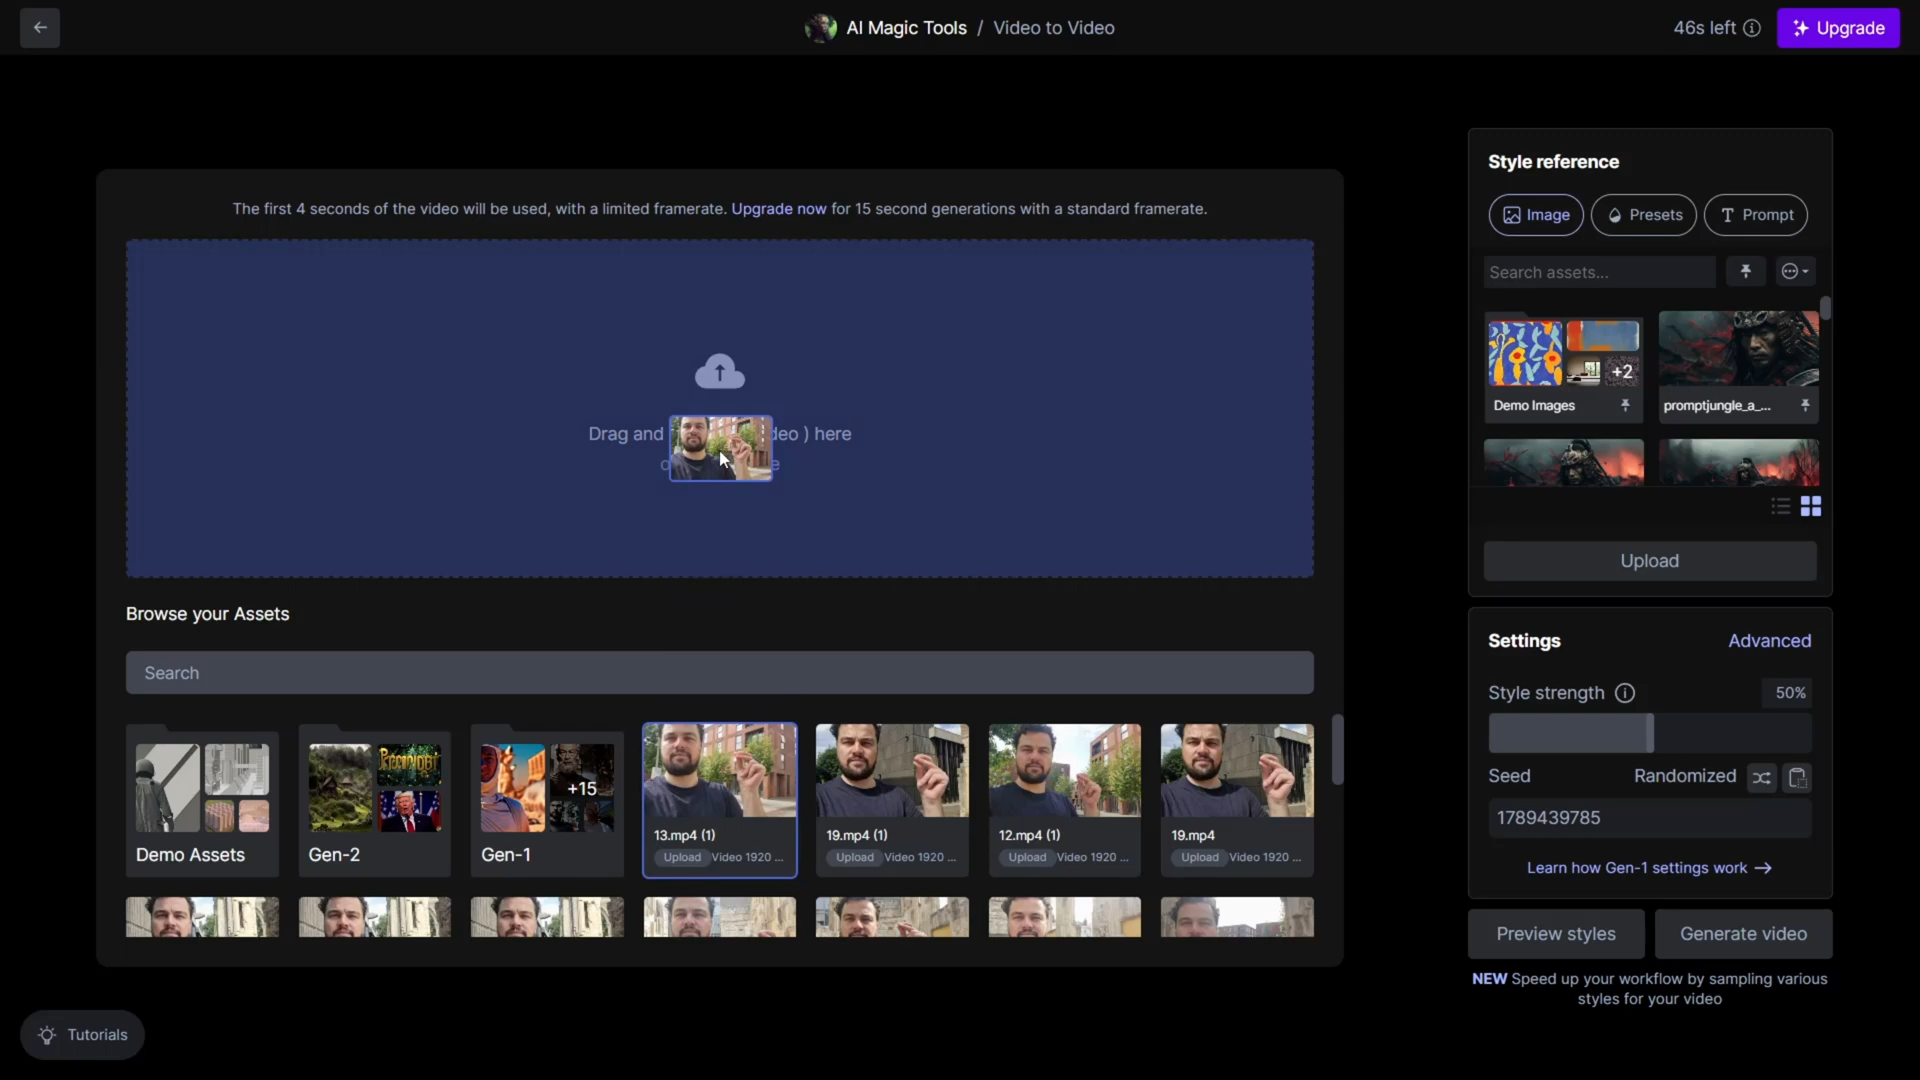 AI Magic Tools / Video to Video
46s left
Upgrade
The first 4 seconds of the video will be used, with a limited framerate. Upgrade now for 15 second generations with a standard framerate.
Drag and deo ) here
o e
Browse your Assets
Search
Demo Assets
Gen-2
+15
Gen-1
13.mp4 (1)
Upload Video 1920 ...
19.mp4 (1)
Upload Video 1920 ...
12.mp4 (1)
Upload Video 1920 ...
19.mp4
Upload Video 1920 ...
Tutorials
Style reference
Image
Presets
Prompt
Search assets...
+2
Demo Images
promptjungle_a_...
Upload
Settings
Advanced
Style strength
50%
Seed
Randomized
1789439785
Learn how Gen-1 settings work →
Preview styles
Generate video
NEW Speed up your workflow by sampling various
styles for your video